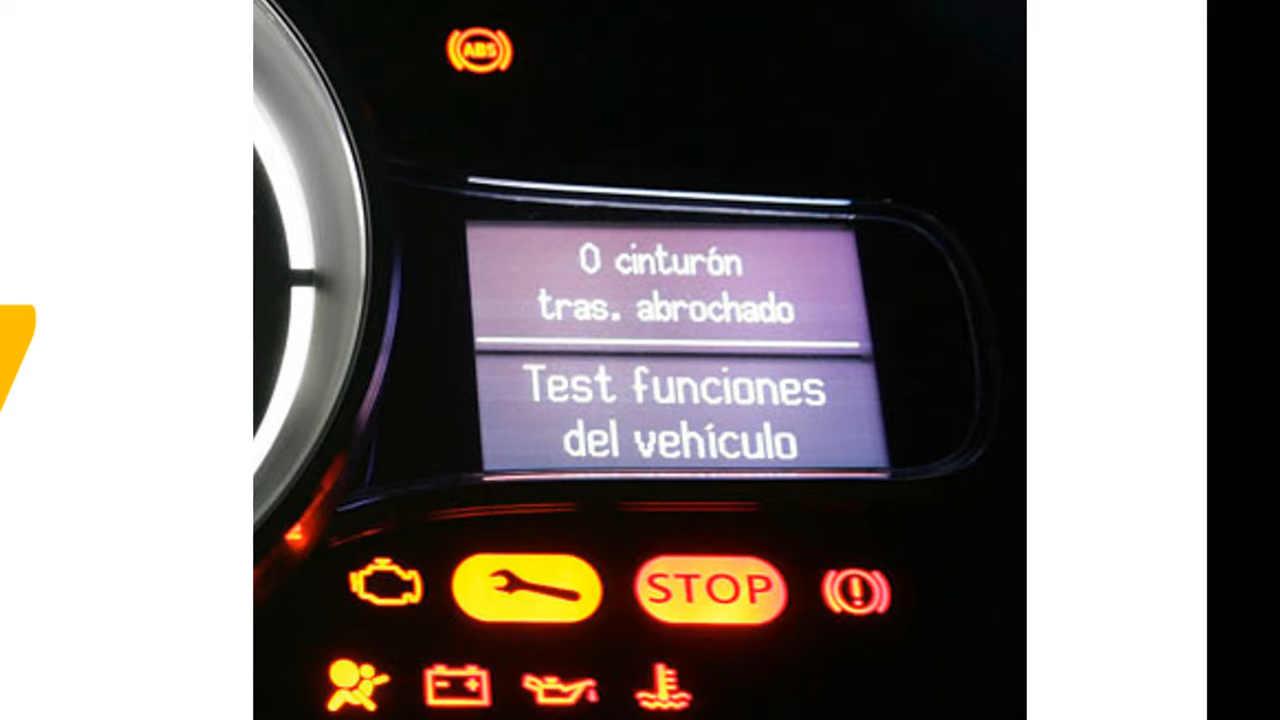 ABS
0 cinturón
tras. abrochado
Test funciones
del vehículo
STOP